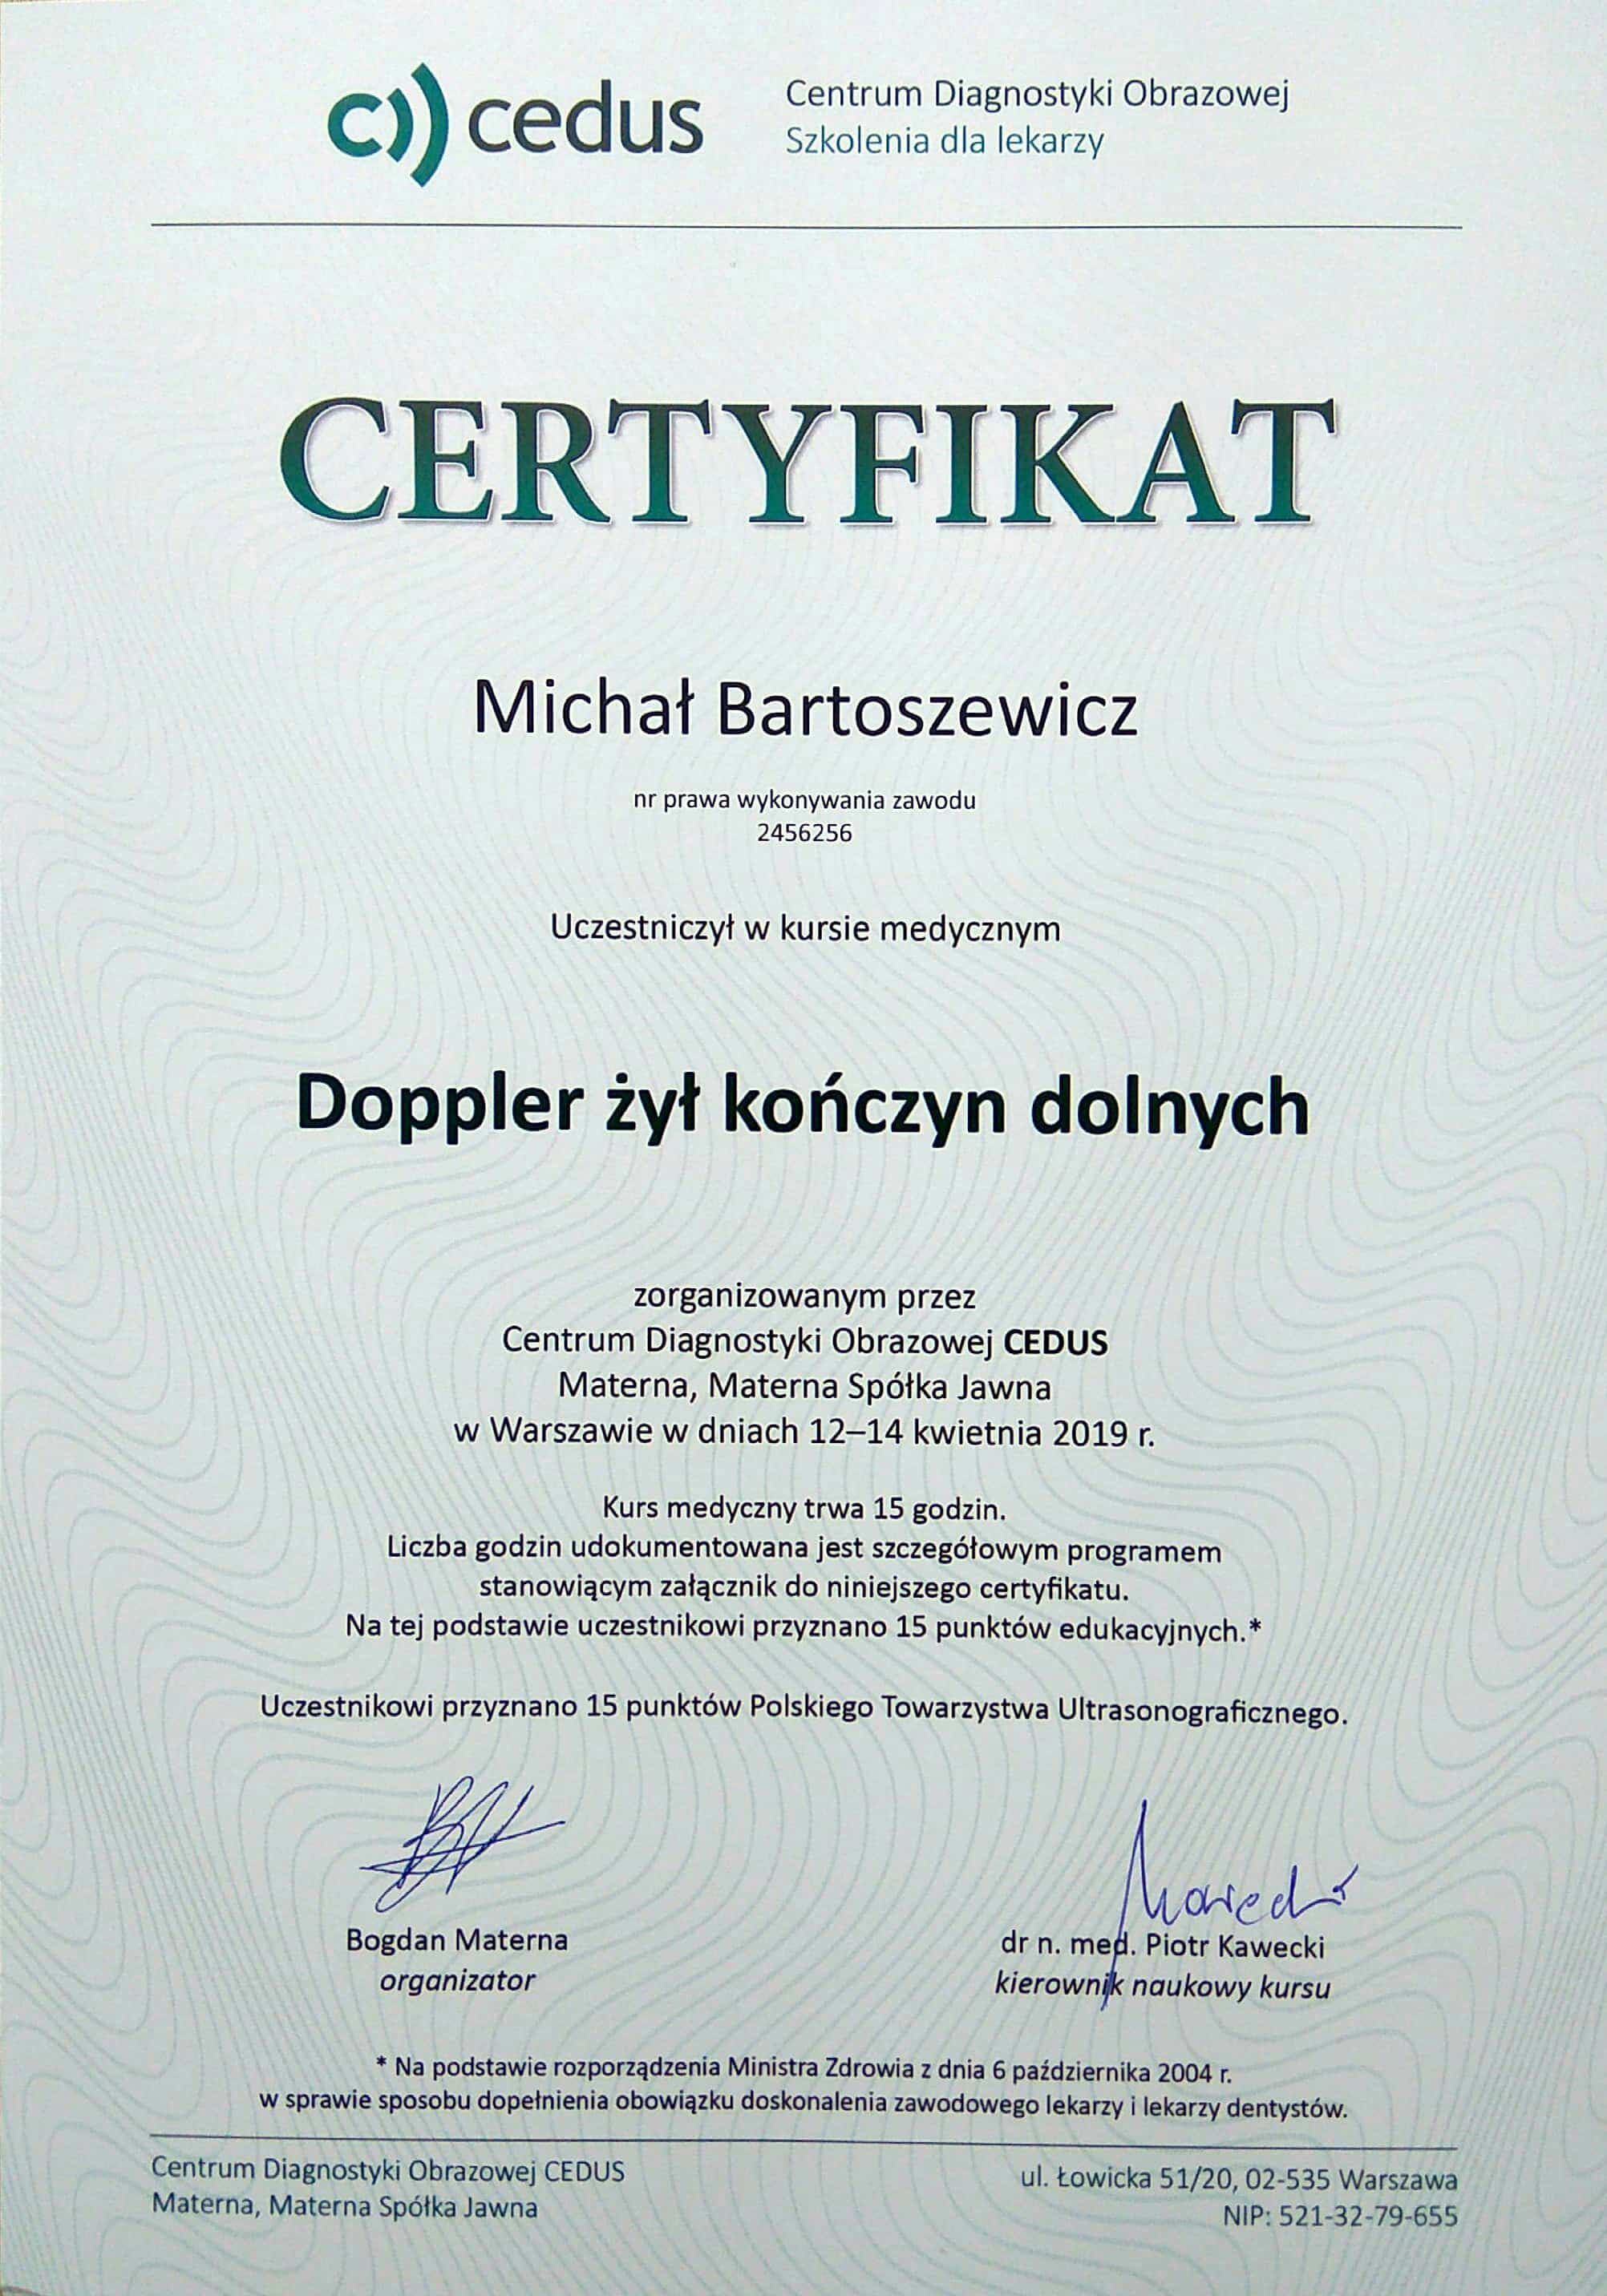 c)) cedus
Centrum Diagnostyki Obrazowej
Szkolenia dla lekarzy
CERTYFIKAT
Michał Bartoszewicz
nr prawa wykonywania zawodu
2456256
Uczestniczył w kursie medycznym
Doppler żył kończyn dolnych
zorganizowanym przez
Centrum Diagnostyki Obrazowej CEDUS
Materna, Materna Spółka Jawna
w Warszawie w dniach 12–14 kwietnia 2019 r.
Kurs medyczny trwa 15 godzin.
Liczba godzin udokumentowana jest szczegółowym programem
stanowiącym załącznik do niniejszego certyfikatu.
Na tej podstawie uczestnikowi przyznano 15 punktów edukacyjnych.*
Uczestnikowi przyznano 15 punktów Polskiego Towarzystwa Ultrasonograficznego.
Bogdan Materna
organizator
dr n. med. Piotr Kawecki
kierownik naukowy kursu
* Na podstawie rozporządzenia Ministra Zdrowia z dnia 6 października 2004 r.
w sprawie sposobu dopełnienia obowiązku doskonalenia zawodowego lekarzy i lekarzy dentystów.
Centrum Diagnostyki Obrazowej CEDUS
Materna, Materna Spółka Jawna
ul. Łowicka 51/20, 02-535 Warszawa
NIP: 521-32-79-655